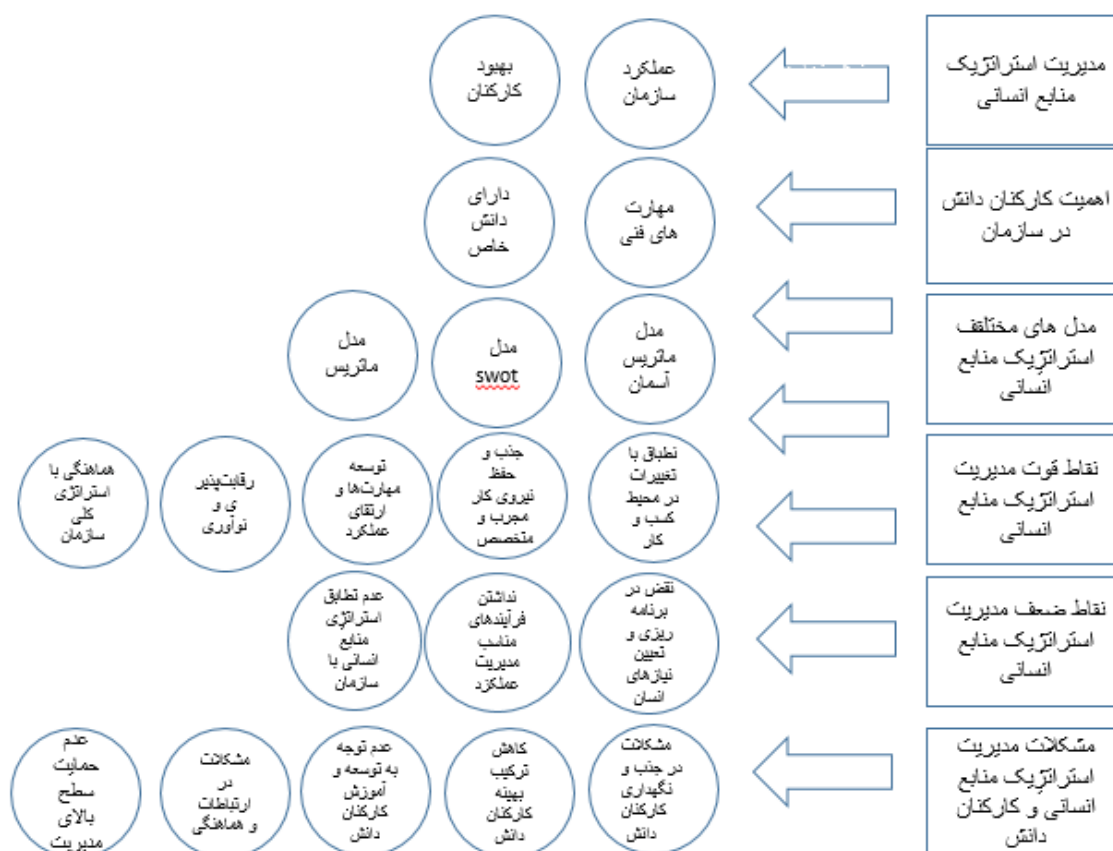 مدیریت استراتژیک
منابع انسانی
عملکرد
سازمان
بهبود
کارکنان
اهمیت کارکنان دانش
در سازمان
مهارت
های فنی
دارای
دانش
خاص
مدل های مختلقف
استراتژیک منابع
انسانی
مدل
ماتریس
آسمان
مدل
swot
مدل
ماتریس
نقاط قوت مدیریت
استراتژیک منابع
انسانی
نطباق با
تغییرات
در محیط
کسب و
کار
جذب و
حفظ
نیروی کار
مجرب و
متخصص
توسعه
مهارت‌ها و
ارتقای
عملکرد
رقابت‌پذیر
ی و
نوآوری
هماهنگی با
استراتژی
کلی
سازمان
نقاط ضعف مدیریت
استراتژیک منابع
انسانی
نقض در
برنامه
ریزی و
تعیین
نیازهای
انسان
نداشتن
فرآیندهای
مناسب
مدیریت
عملکزد
عدم تطابق
استراتژی
منابع
انسانی با
سازمان
مشکلات مدیریت
استراتژیک منابع
انسانی و کارکنان
دانش
مشکلات
در جذب و
نگهداری
کارکنان
دانش
کاهش
ترکیب
بهینه
کارکنان
دانش
عدم توجه
به توسعه و
آموزش
کارکنان
دانش
مشکلات
در
ارتباطات
و هماهنگی
عدم
حمایت
سطح
بالای
مدیریت